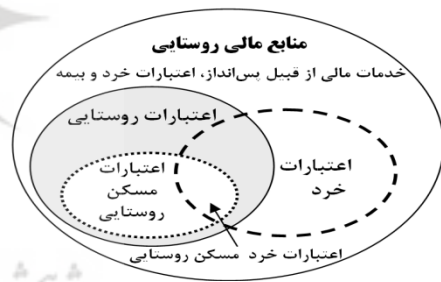 منابع مالی روستایی
خدمات مالی از قبیل پس‌انداز، اعتبارات خرد و بیمه
اعتبارات روستایی
اعتبارات
مسکن
روستایی
اعتبارات
خرد
اعتبارات خرد مسکن روستایی